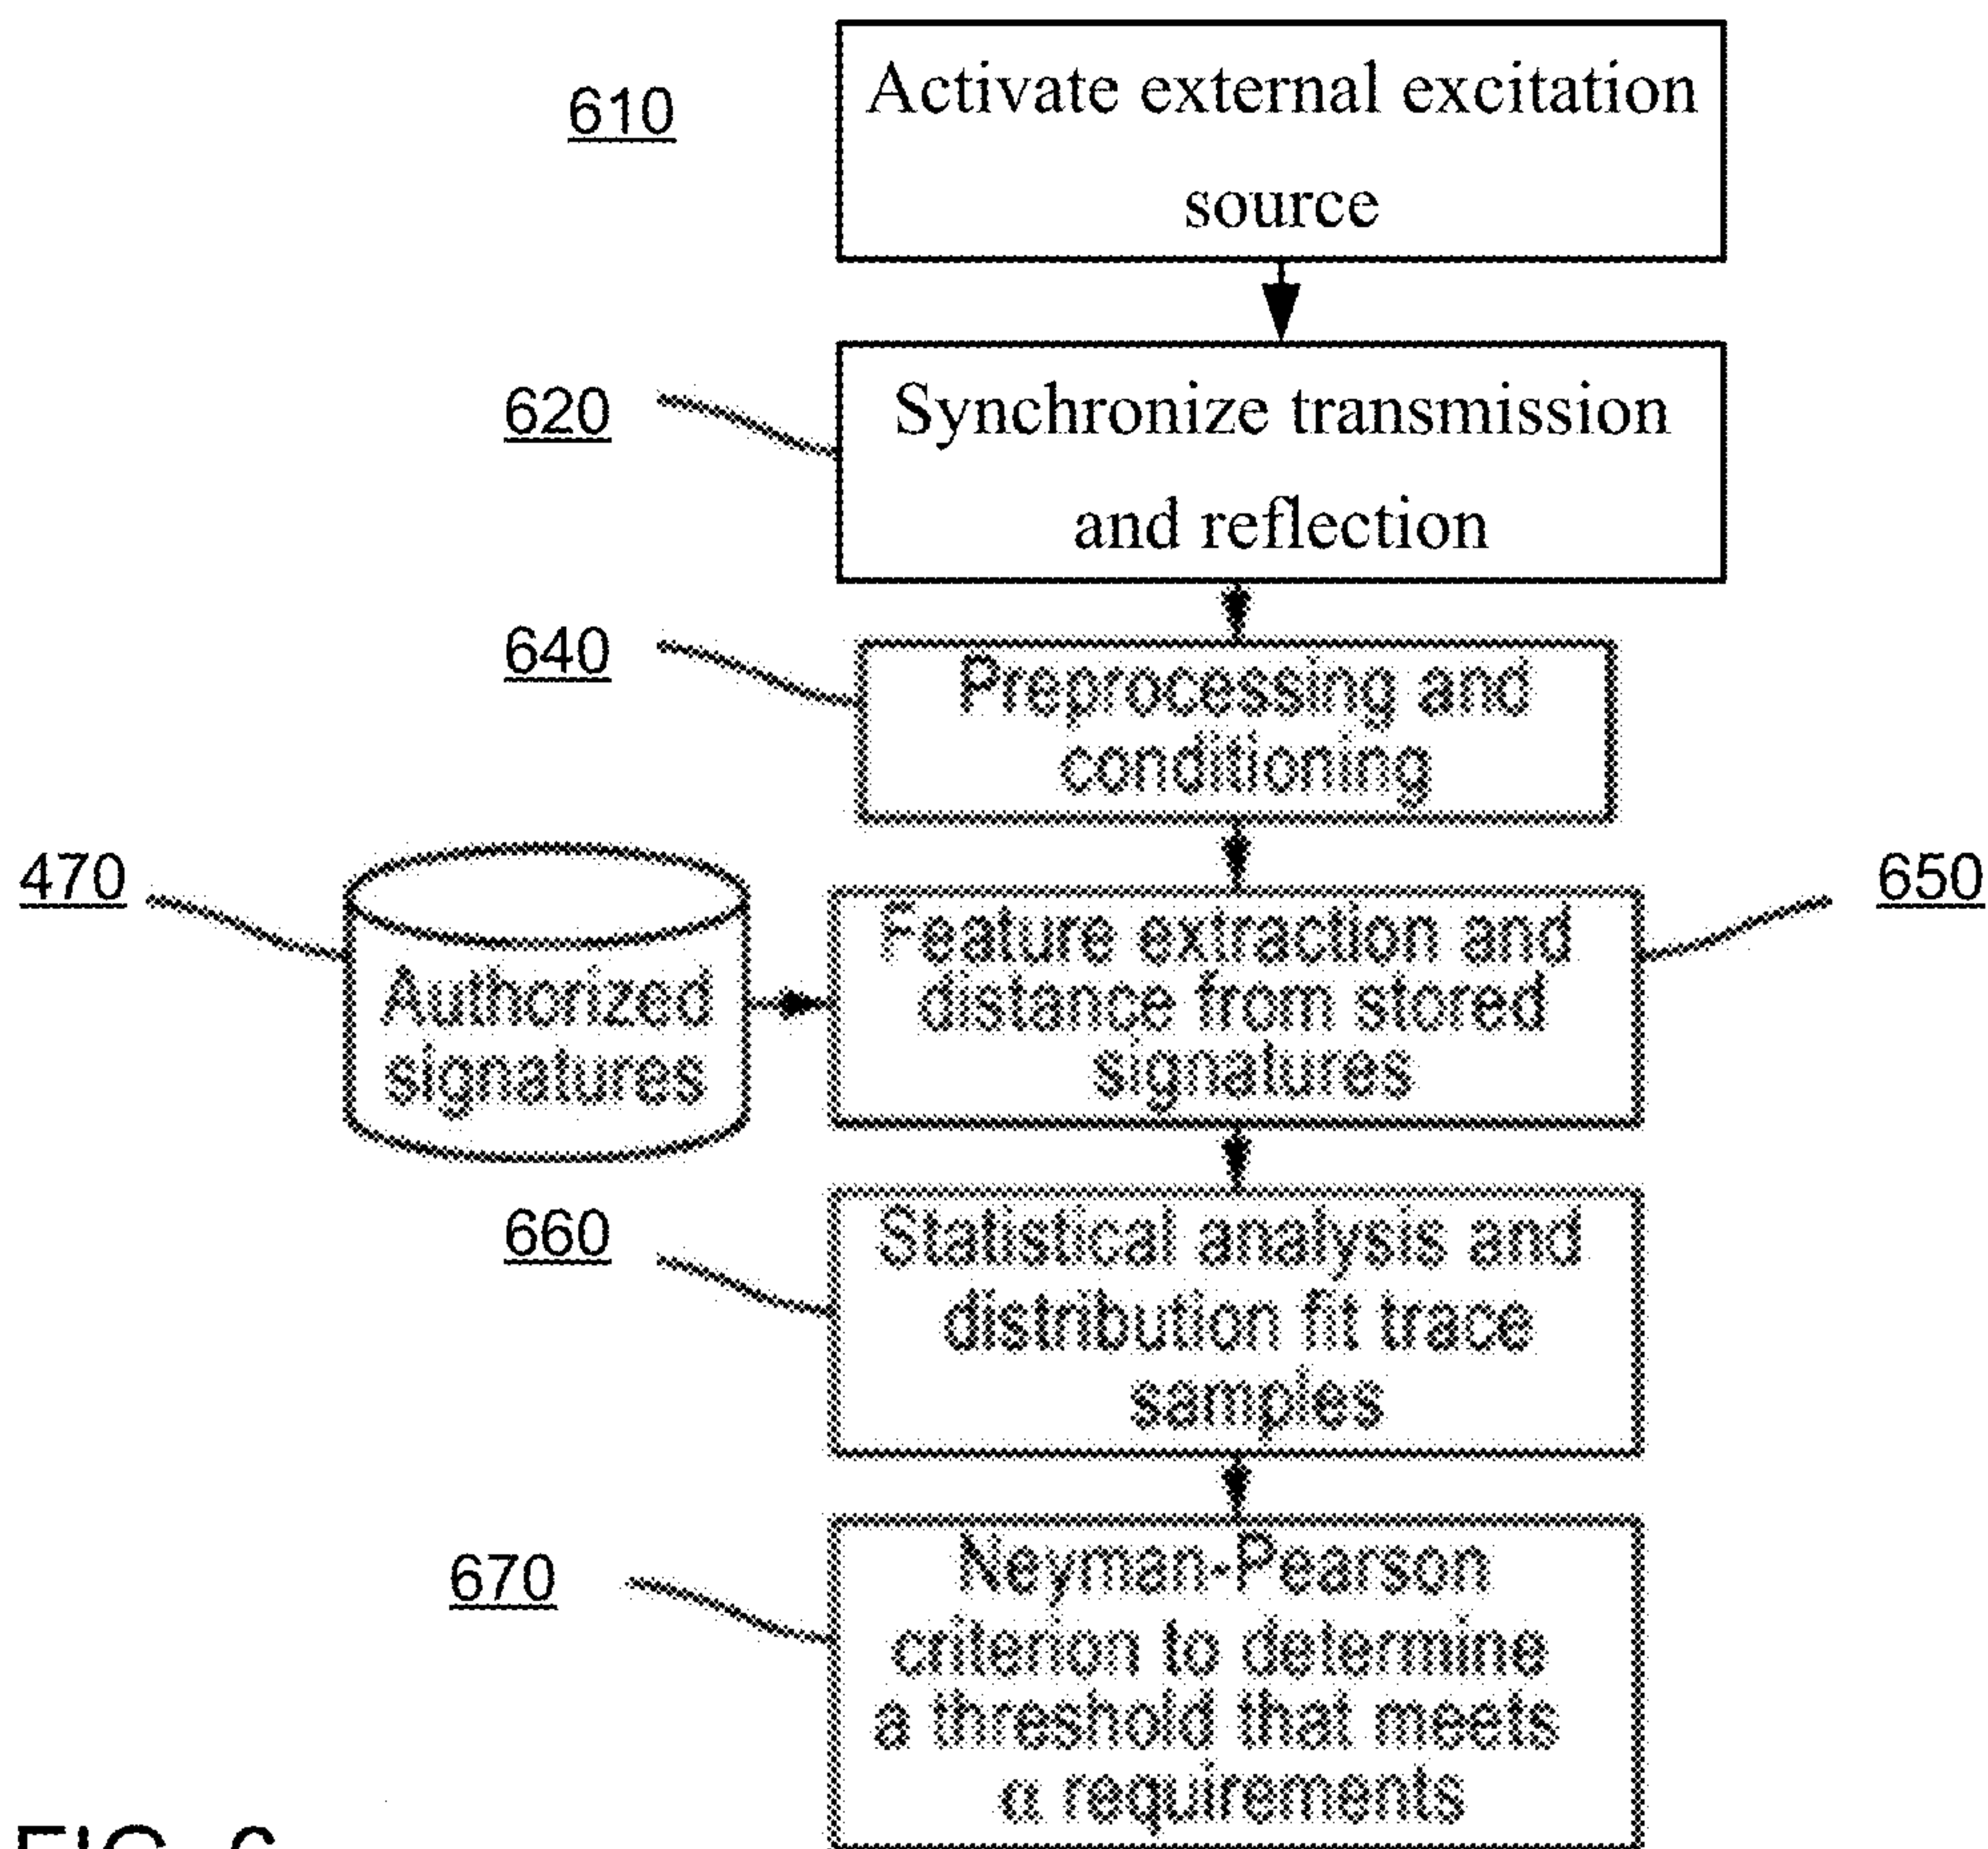 610
Activate external excitation
source
620
Synchronize transmission
and reflection
640
Preprocessing and
conditioning
470
Authorized
signatures
650
Feature extraction and
distance from stored
signatures
660
Statistical analysis and
distribution fit trace
samples
670
Neyman-Pearson
criterion to determine
a threshold that meets
α requirements
FIG. 6